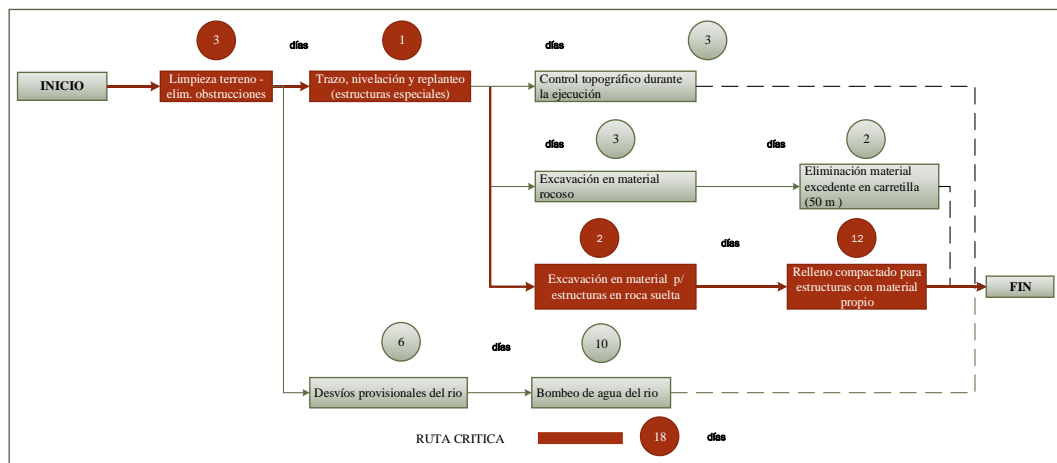 3
días
1
días
3
INICIO
Limpieza terreno -
elim. obstrucciones
Trazo, nivelación y replanteo
(estructuras especiales)
Control topográfico durante
la ejecución
días
3
días
2
Excavación en material
rocoso
Eliminación material
excedente en carretilla
(50 m )
2
días
12
Excavación en material p/
estructuras en roca suelta
Relleno compactado para
estructuras con material
propio
FIN
6
días
10
Desvíos provisionales del rio
Bombeo de agua del rio
RUTA CRITICA
18
días